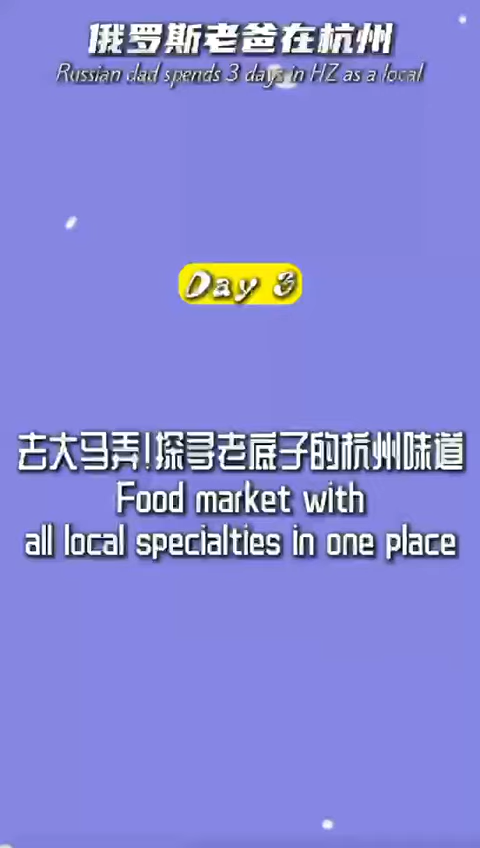 俄罗斯老爸在杭州
Russian dad spends 3 days in HZ as a local
Day 3
去大马弄!探寻老底子的杭州味道
Food market with
all local specialties in one place